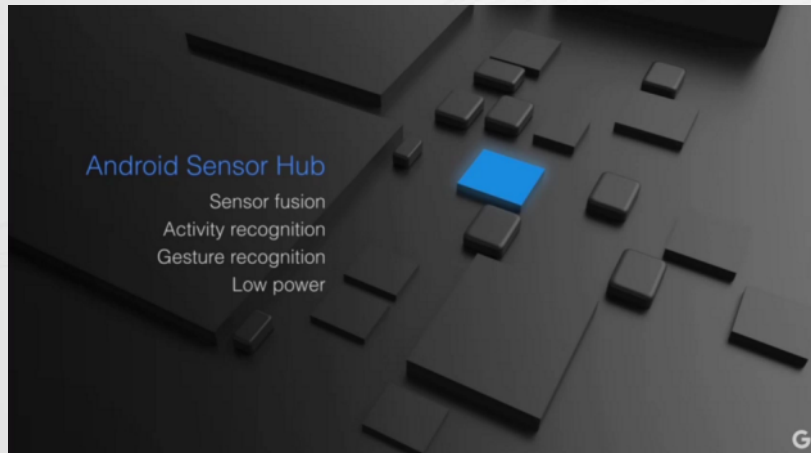 Android Sensor Hub
Sensor fusion
Activity recognition
Gesture recognition
Low power
G